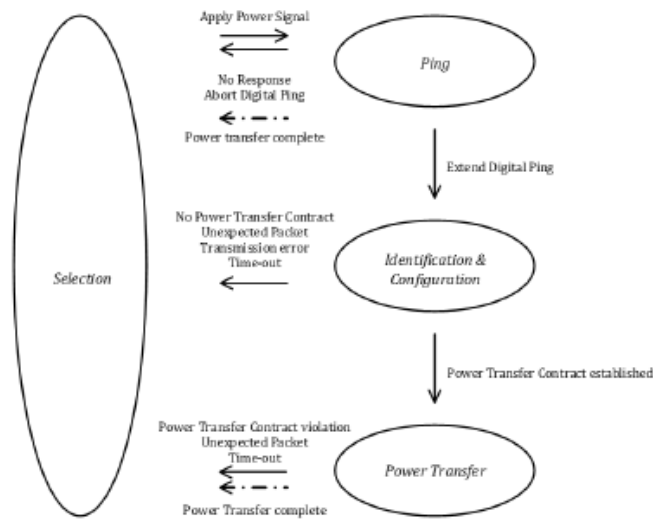 Apply Power Signal
Ping
No Response
Abort Digital Ping
Power transfer complete
Extend Digital Ping
No Power Transfer Contract
Unexpected Packet
Transmission error
Time-out
Identification &
Configuration
Selection
Power Transfer Contract established
Power Transfer Contract violation
Unexpected Packet
Time-out
Power Transfer
Power Transfer complete